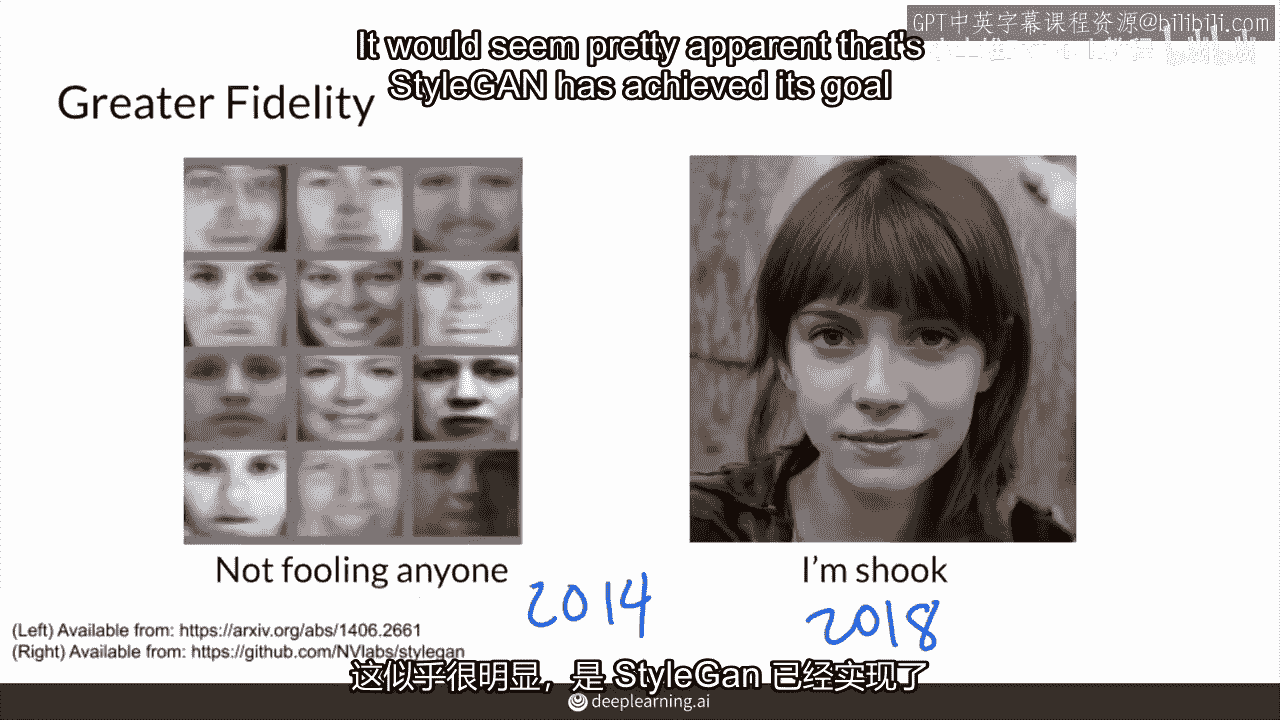 GPT中英字幕课程资源@bilibili.com
It would seem pretty apparent that's
StyleGAN has achieved its goal
Greater Fidelity
Not fooling anyone
I'm shook
2014
2018
(Left) Available from: https://arxiv.org/abs/1406.2661
(Right) Available from: https://github.com/NVlabs/stylegan
这似乎很明显，是 StyleGan 已经实现了
deeplearning.ai